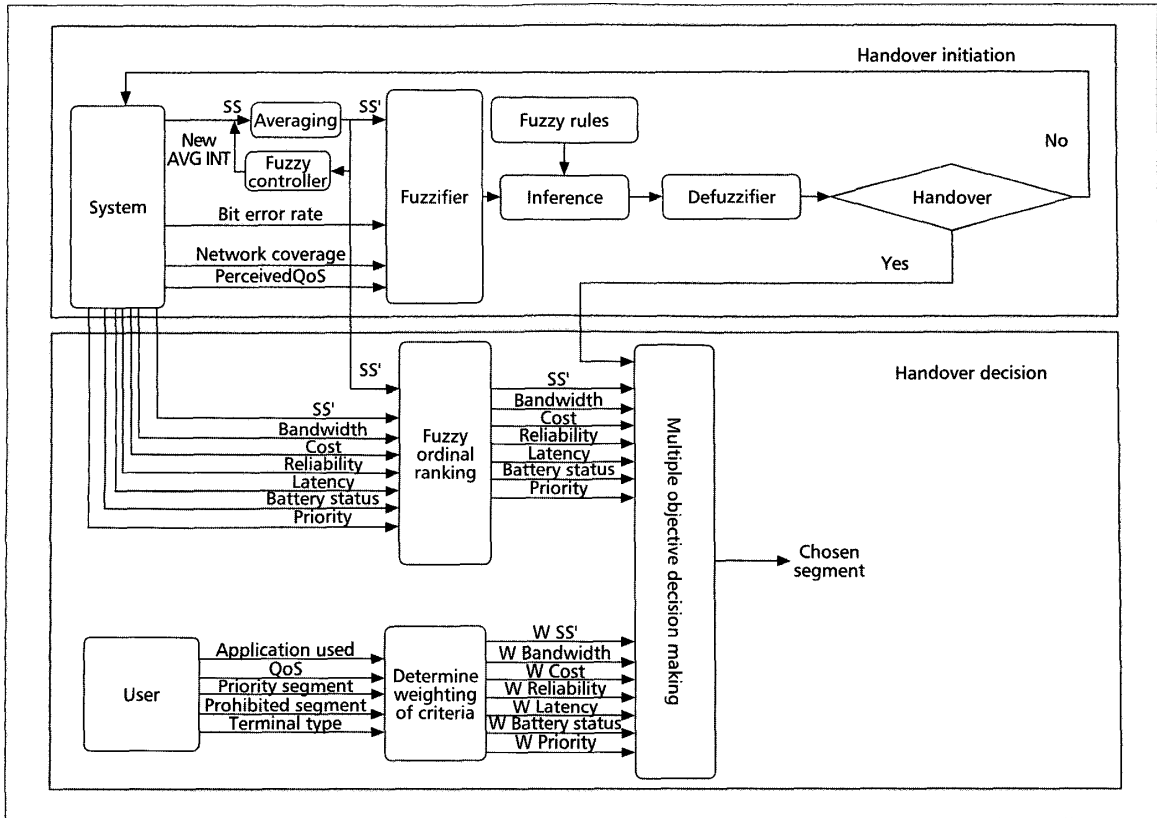 Handover initiation
SS
Averaging
SS'
New
AVG INT
Fuzzy
controller
System
Bit error rate
Network coverage
PerceivedQoS
Fuzzifier
Fuzzy rules
Inference
Defuzzifier
Handover
No
Yes
Handover decision
SS'
SS'
Bandwidth
Cost
Reliability
Latency
Battery status
Priority
Fuzzy
ordinal
ranking
SS'
Bandwidth
Cost
Reliability
Latency
Battery status
Priority
Multiple objective decision making
Chosen
segment
User
Application used
QoS
Priority segment
Prohibited segment
Terminal type
Determine
weighting
of criteria
W SS'
W Bandwidth
W Cost
W Reliability
W Latency
W Battery status
W Priority